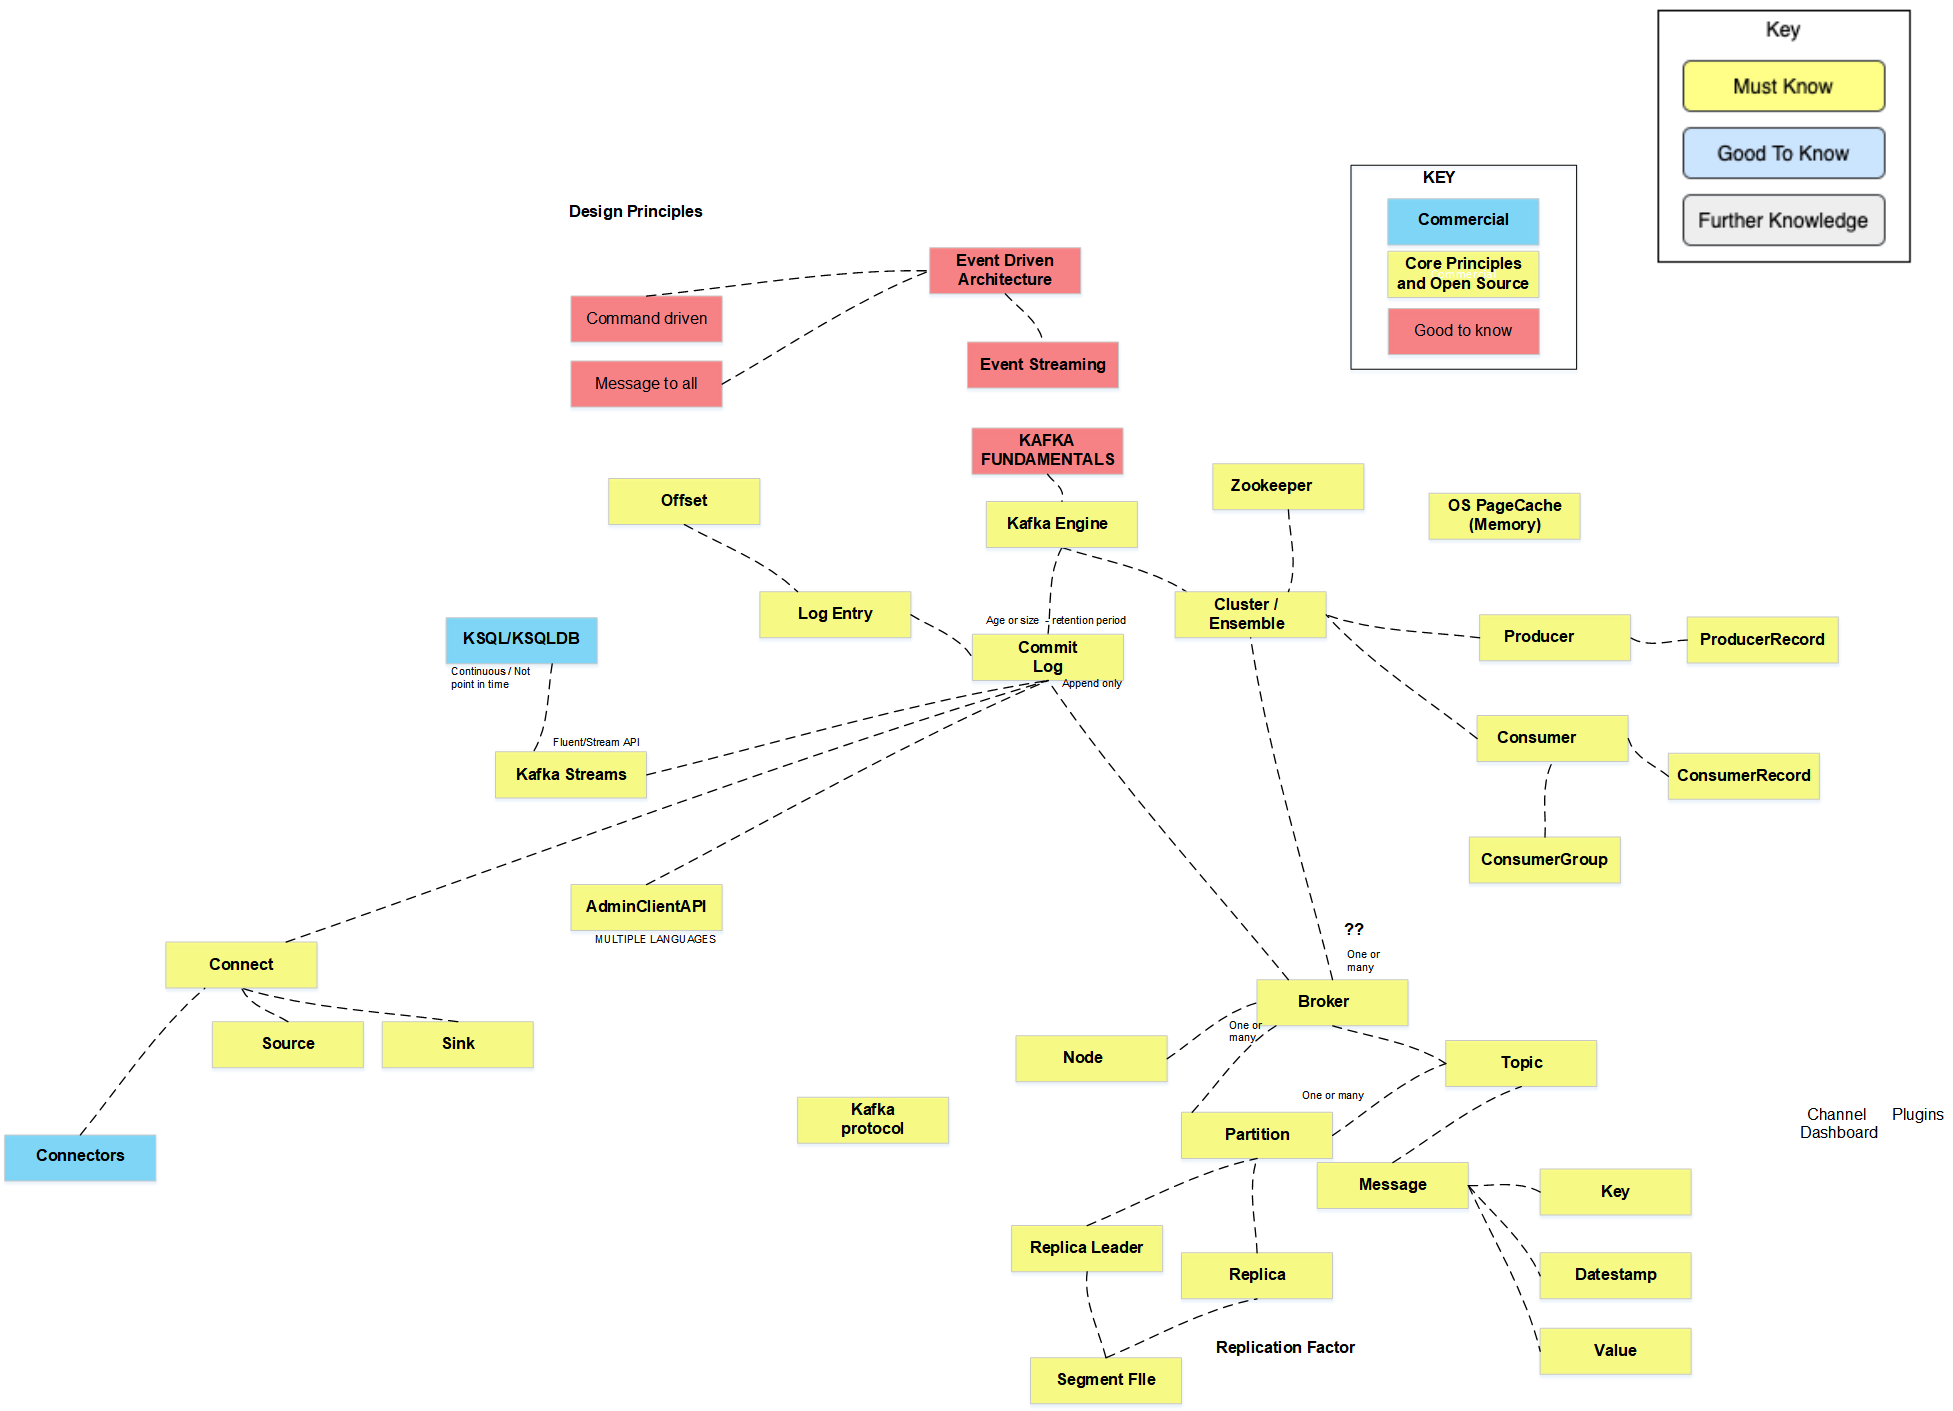 Key
Must Know
Good To Know
Further Knowledge
KEY
Commercial
Core Principles
and Open Source
Good to know
Design Principles
Event Driven
Architecture
Command driven
Message to all
Event Streaming
KAFKA
FUNDAMENTALS
Kafka Engine
Zookeeper
OS PageCache
(Memory)
Offset
Log Entry
Cluster /
Ensemble
Age or size - retention period
Commit
Log
Append only
KSQL/KSQLDB
Continuous / Not
point in time
Fluent/Stream API
Kafka Streams
Producer
ProducerRecord
Consumer
ConsumerRecord
ConsumerGroup
AdminClientAPI
MULTIPLE LANGUAGES
Connect
Source
Sink
Connectors
??
One or
many
Broker
One or
many
Node
Topic
One or many
Kafka
protocol
Partition
Message
Key
Datestamp
Value
Replica Leader
Replica
Replication Factor
Segment FIle
Channel
Plugins
Dashboard